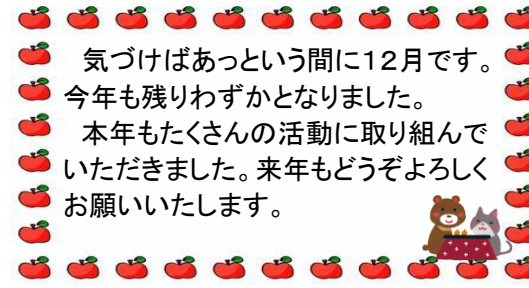 気づけばあっという間に１２月です。
今年も残りわずかとなりました。
本年もたくさんの活動に取り組んで
いただきました。来年もどうぞよろしく
お願いいたします。